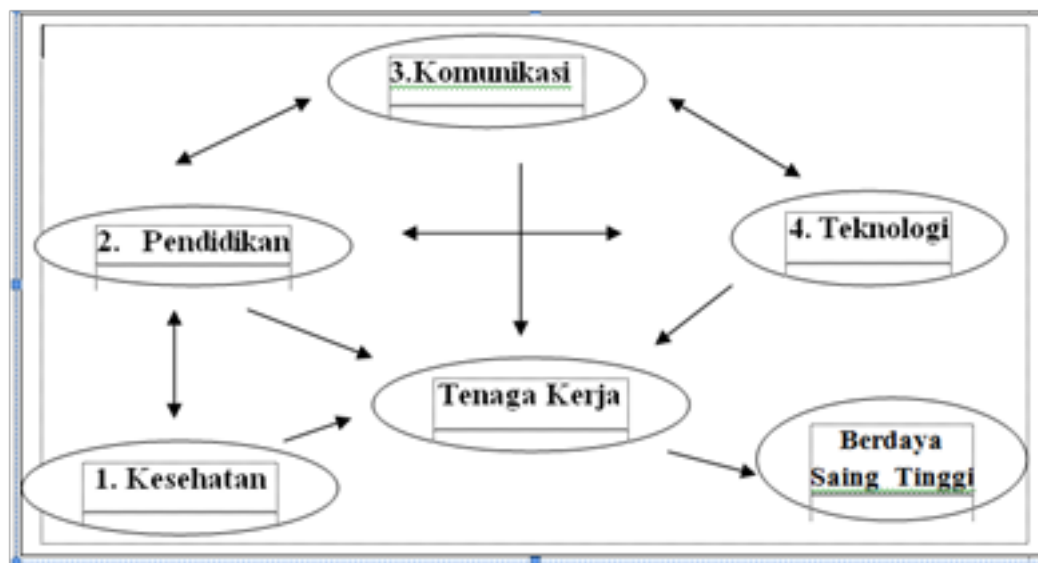 3.Komunikasi
2. Pendidikan
4. Teknologi
Tenaga Kerja
1. Kesehatan
Berdaya
Saing Tinggi